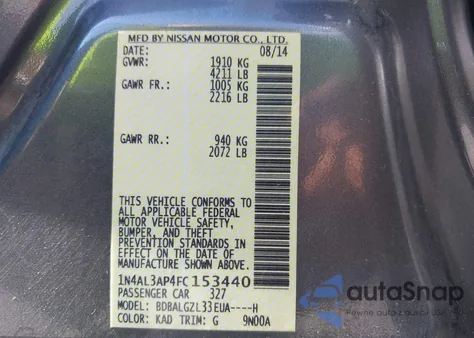 MFD BY NISSAN MOTOR CO., LTD.
DATE: 08/14
GVWR: 1910 KG
4211 LB
GAWR FR.: 1005 KG
2216 LB
GAWR RR.: 940 KG
2072 LB
THIS VEHICLE CONFORMS TO
ALL APPLICABLE FEDERAL
MOTOR VEHICLE SAFETY,
BUMPER, AND THEFT
PREVENTION STANDARDS IN
EFFECT ON THE DATE OF
MANUFACTURE SHOWN ABOVE.
1N4AL3AP4FC153440
PASSENGER CAR 327
MODEL: BDBALGZL33EUA----H
COLOR: KAD TRIM: G 9N00A
autoSnap